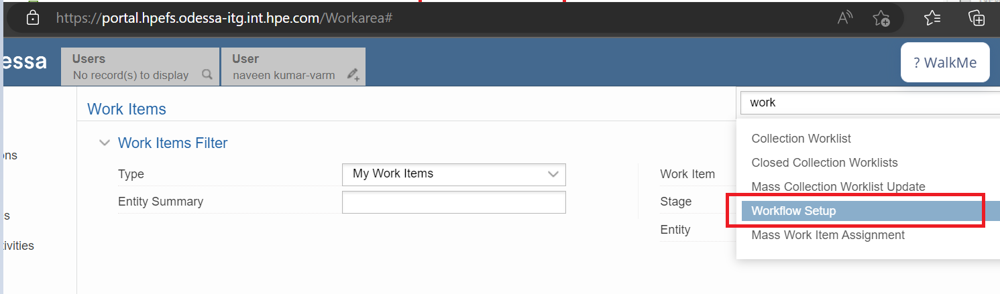 https://portal.hpefs.odessa-itg.int.hpe.com/Workarea#
essa
Users
No record(s) to display
User
naveen kumar-varm
? WalkMe
Work Items
work
Work Items Filter
Collection Worklist
ons
Closed Collection Worklists
Type
My Work Items
Work Item
Mass Collection Worklist Update
Entity Summary
Stage
s
Workflow Setup
Entity
Mass Work Item Assignment
tivities